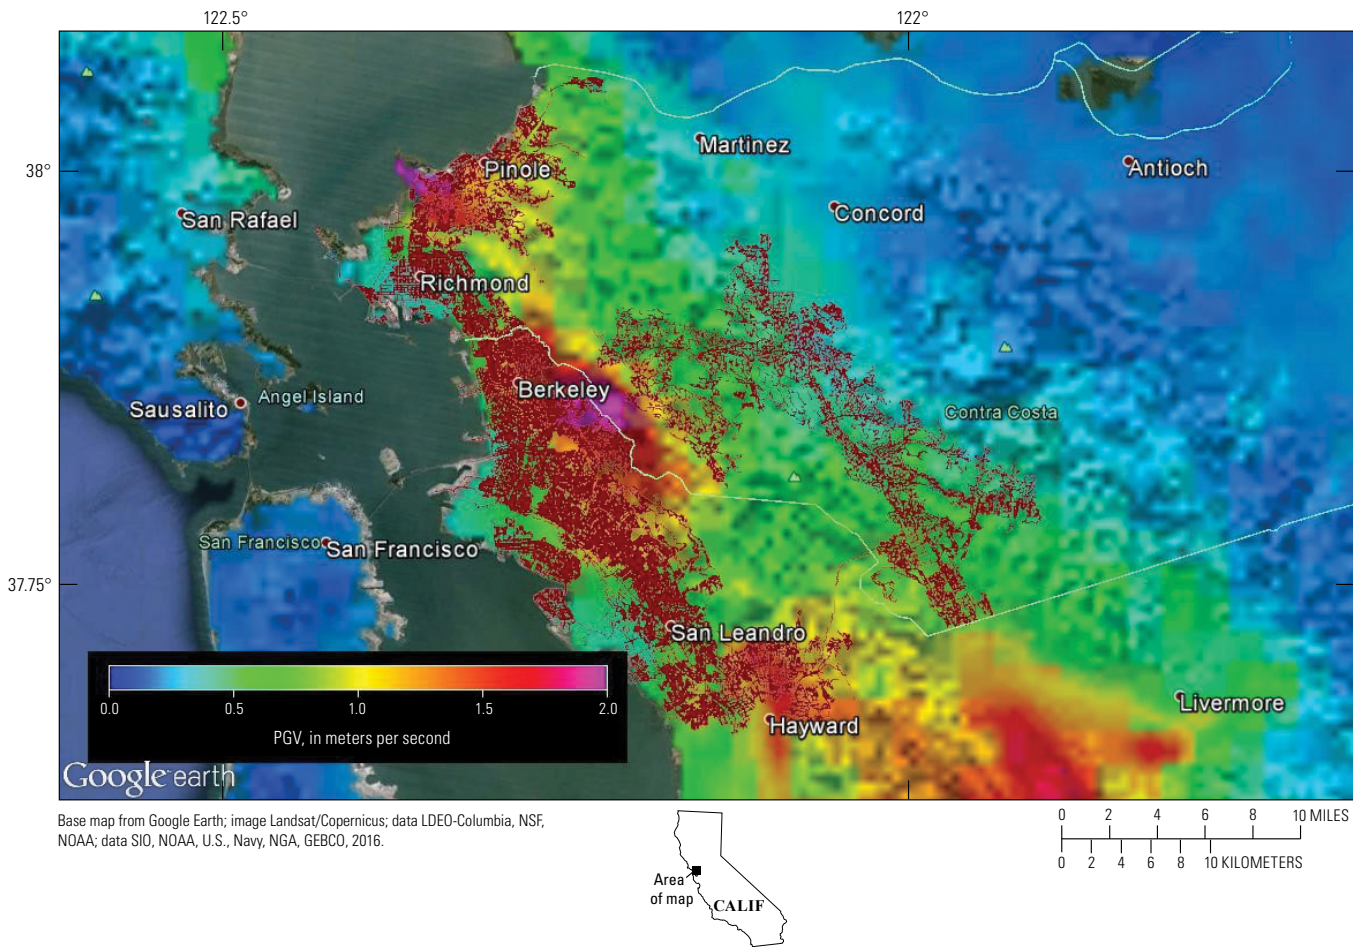 122.5° 122°
38°
37.75°
Martinez
Antioch
Pinole
Concord
San Rafael
Richmond
Berkeley
Angel Island
Sausalito
Contra Costa
San Francisco
San Francisco
San Leandro
Livermore
Hayward
0.0 0.5 1.0 1.5 2.0
PGV, in meters per second
Google earth
Base map from Google Earth; image Landsat/Copernicus; data LDEO-Columbia, NSF,
NOAA; data SIO, NOAA, U.S., Navy, NGA, GEBCO, 2016.
0 2 4 6 8 10 MILES
0 2 4 6 8 10 KILOMETERS
Area
of map
CALIF